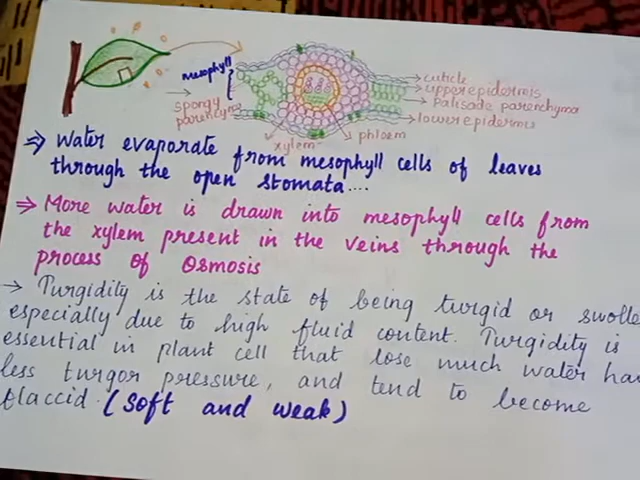 mesophyll
spongy
parenchyma
cuticle
upper epidermis
palisade parenchyma
lower epidermis
xylem
phloem
⇒ Water evaporate from mesophyll cells of leaves
through the open stomata....
⇒ More water is drawn into mesophyll cells from
the xylem present in the veins through the
process of Osmosis
→ Turgidity is the state of being turgid or swolle
especially due to high fluid content. Turgidity is
essential in plant cell that lose much water hav
less turgor pressure, and tend to become
flaccid. (soft and weak)